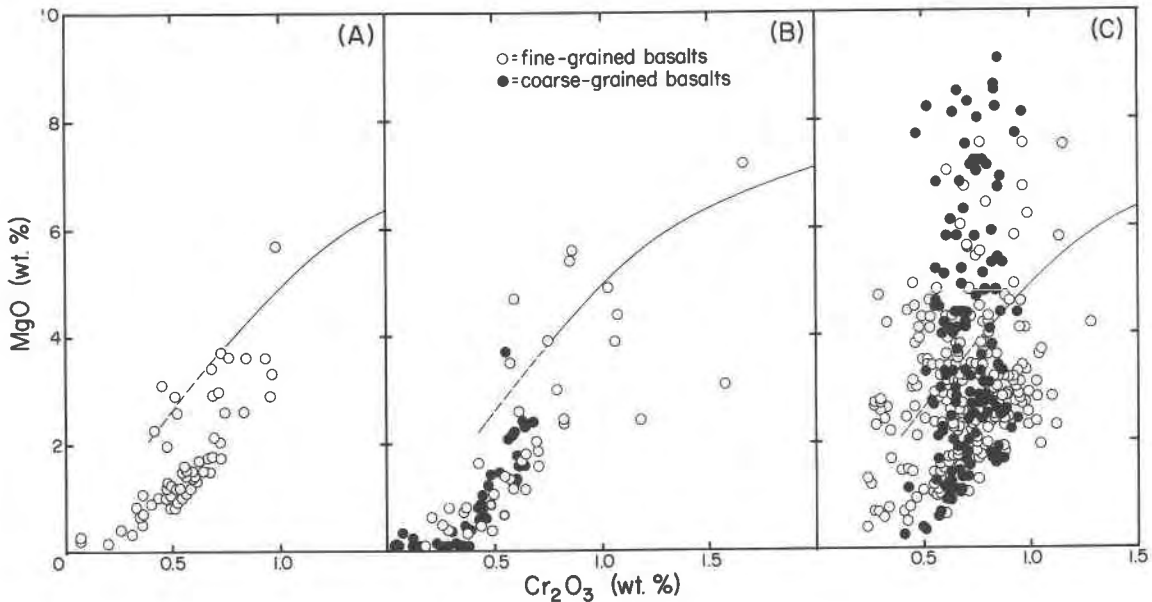 (A)
(B)
(C)
○=fine-grained basalts
●=coarse-grained basalts
10
8
6
4
2
0
MgO (wt. %)
0 0.5 1.0 0.5 1.0 1.5 0.5 1.0 1.5
Cr₂O₃ (wt. %)